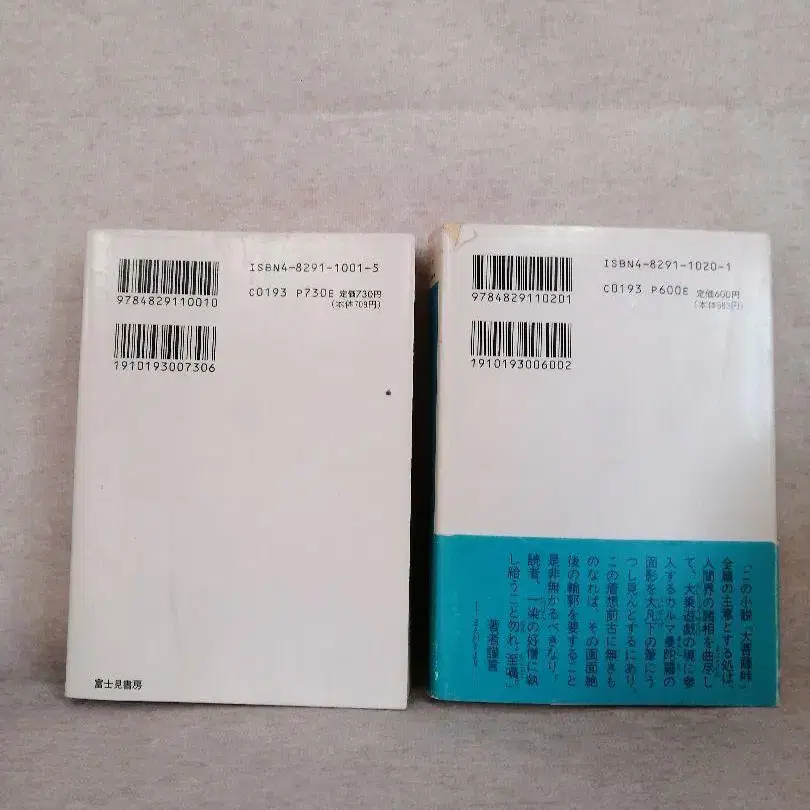 ISBN4-8291-1001-5
9784829110010
C0193 P730E 定価730円
(本体709円)
1910193007306
富士見書房
ISBN4-8291-1020-1
9784829110201
C0193 P600E 定価600円
(本体583円)
1910193006002
「この小説「大菩薩峠」
全篇の主意とする処は、
人間界の諸相を曲尽し
て、大乗遊戯の境に参
入するカルマ曼陀羅の
面影を大凡下の筆にう
つし見んとするにあり。
この着想前古に無きも
のなれば、その画面絶
後の輪郭を要すること
是非無かるべきなり。
読者、一染の好憎に執
し給うこと勿れ。至嘱」
著者謹言